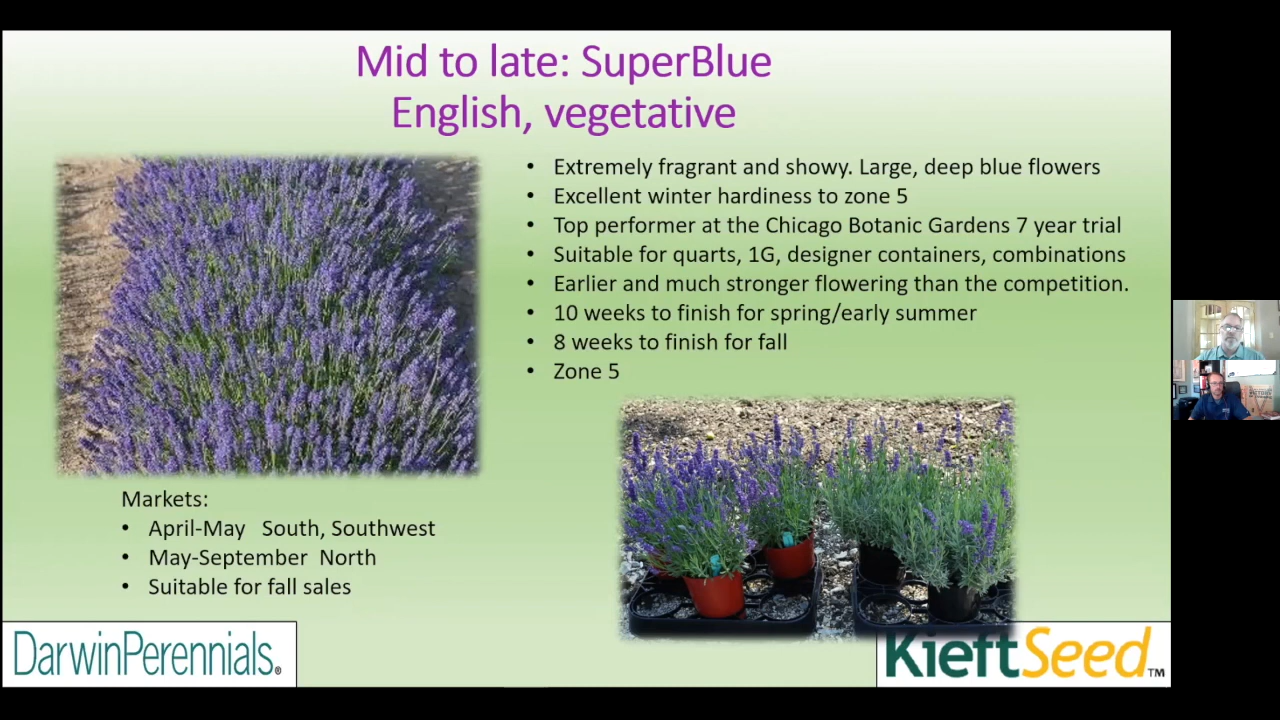 Mid to late: SuperBlue
English, vegetative
• Extremely fragrant and showy. Large, deep blue flowers
• Excellent winter hardiness to zone 5
• Top performer at the Chicago Botanic Gardens 7 year trial
• Suitable for quarts, 1G, designer containers, combinations
• Earlier and much stronger flowering than the competition.
• 10 weeks to finish for spring/early summer
• 8 weeks to finish for fall
• Zone 5
Markets:
• April-May South, Southwest
• May-September North
• Suitable for fall sales
DarwinPerennials®
KieftSeed™